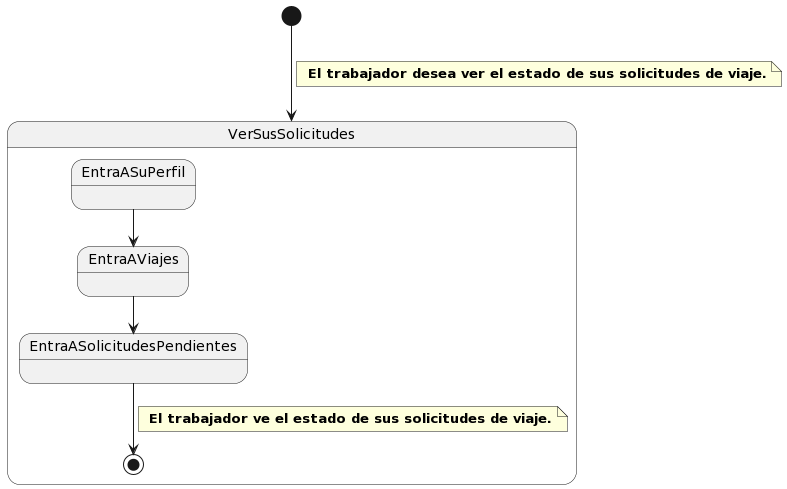 El trabajador desea ver el estado de sus solicitudes de viaje.
VerSusSolicitudes
EntraASuPerfil
EntraAViajes
EntraASolicitudesPendientes
El trabajador ve el estado de sus solicitudes de viaje.